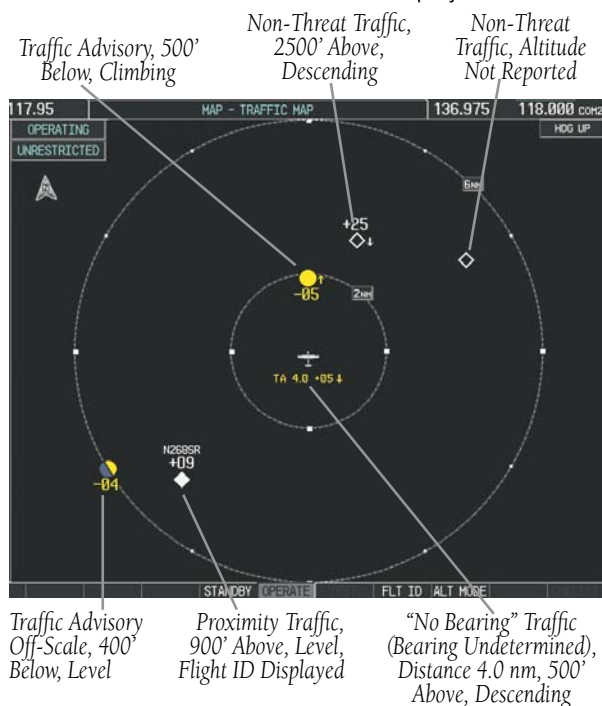 Non-Threat Traffic,
2500' Above,
Descending
Non-Threat
Traffic, Altitude
Not Reported
Traffic Advisory, 500'
Below, Climbing
117.95
MAP - TRAFFIC MAP
136.975
118.000 COM2
OPERATING
HDG UP
UNRESTRICTED
N
6NM
+25
-05
2NM
TA 4.0 +05
N268SR
+09
-04
STANDBY
OPERATE
FLT ID
ALT MODE
Traffic Advisory
Off-Scale, 400'
Below, Level
Proximity Traffic,
900' Above, Level,
Flight ID Displayed
“No Bearing” Traffic
(Bearing Undetermined),
Distance 4.0 nm, 500'
Above, Descending